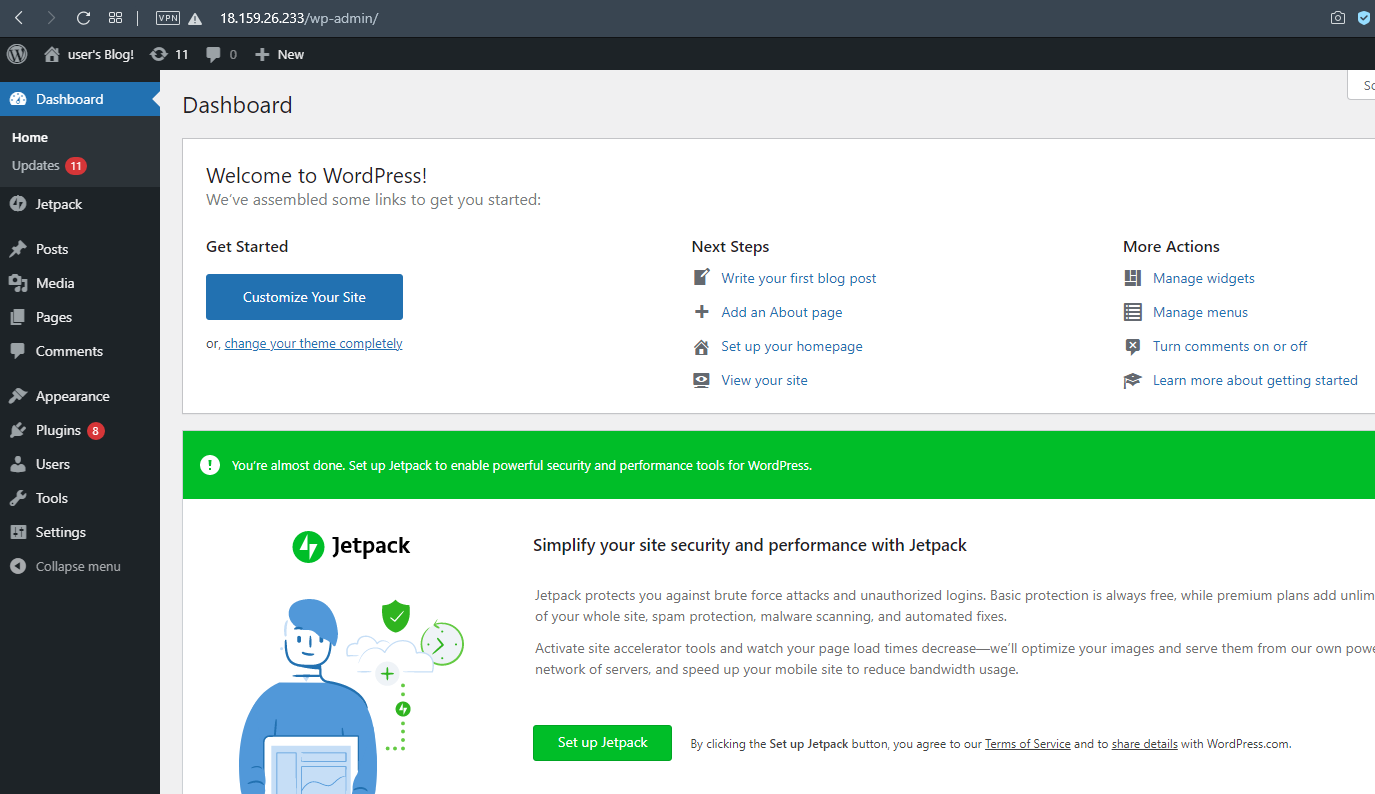 VPN 18.159.26.233/wp-admin/
user's Blog! 11 0 New
Dashboard
Home
Updates 11
Jetpack
Posts
Media
Pages
Comments
Appearance
Plugins 8
Users
Tools
Settings
Collapse menu
Dashboard
Welcome to WordPress!
We've assembled some links to get you started:
Get Started
Customize Your Site
or, change your theme completely
Next Steps
Write your first blog post
Add an About page
Set up your homepage
View your site
More Actions
Manage widgets
Manage menus
Turn comments on or off
Learn more about getting started
You're almost done. Set up Jetpack to enable powerful security and performance tools for WordPress.
Jetpack
Simplify your site security and performance with Jetpack
Jetpack protects you against brute force attacks and unauthorized logins. Basic protection is always free, while premium plans add
of your whole site, spam protection, malware scanning, and automated fixes.
Activate site accelerator tools and watch your page load times decrease—we'll optimize your images and serve them from our own
network of servers, and speed up your mobile site to reduce bandwidth usage.
Set up Jetpack
By clicking the Set up Jetpack button, you agree to our Terms of Service and to share details with WordPress.com.